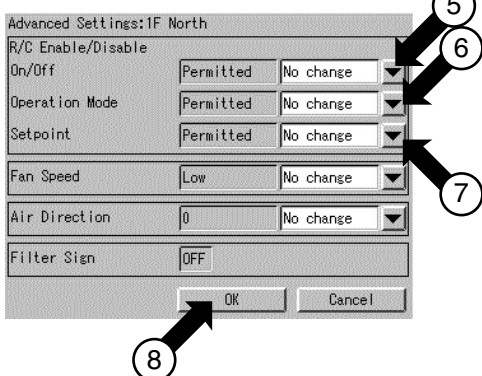 Advanced Settings:1F North
5
R/C Enable/Disable
6
On/Off Permitted No change
Operation Mode Permitted No change
Setpoint Permitted No change
Fan Speed Low No change
7
Air Direction 0 No change
Filter Sign OFF
OK Cancel
8